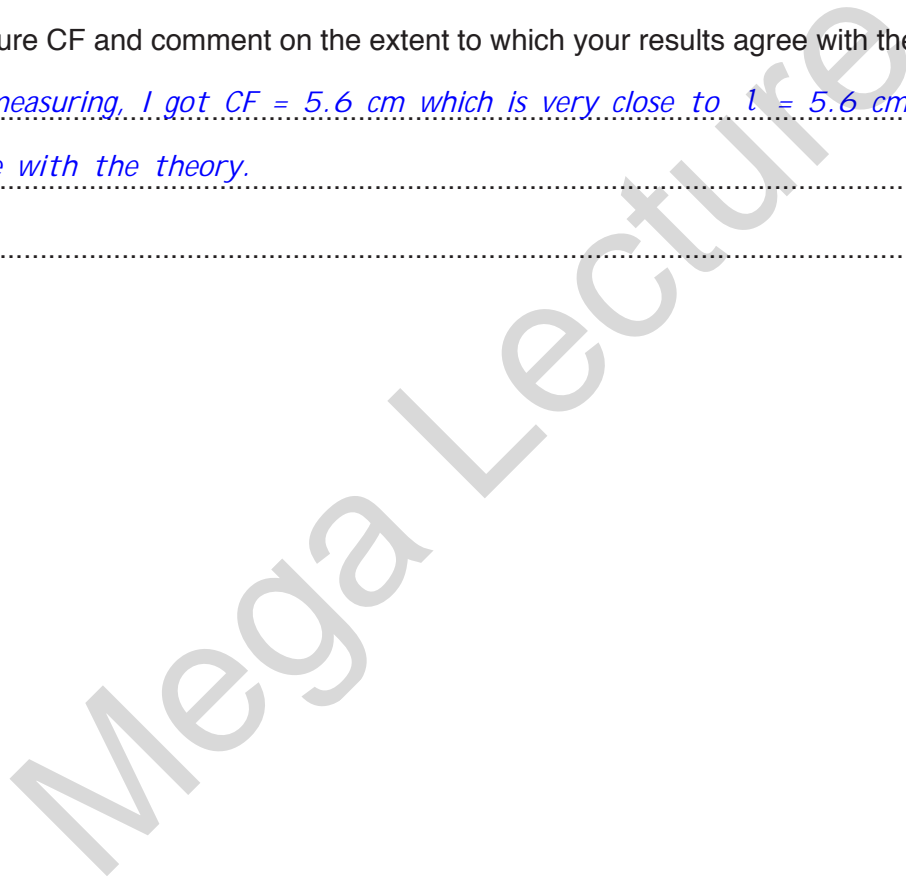 ure CF and comment on the extent to which your results agree with the
measuring, I got CF = 5.6 cm which is very close to l = 5.6 cm
with the theory.
Mega Lecture